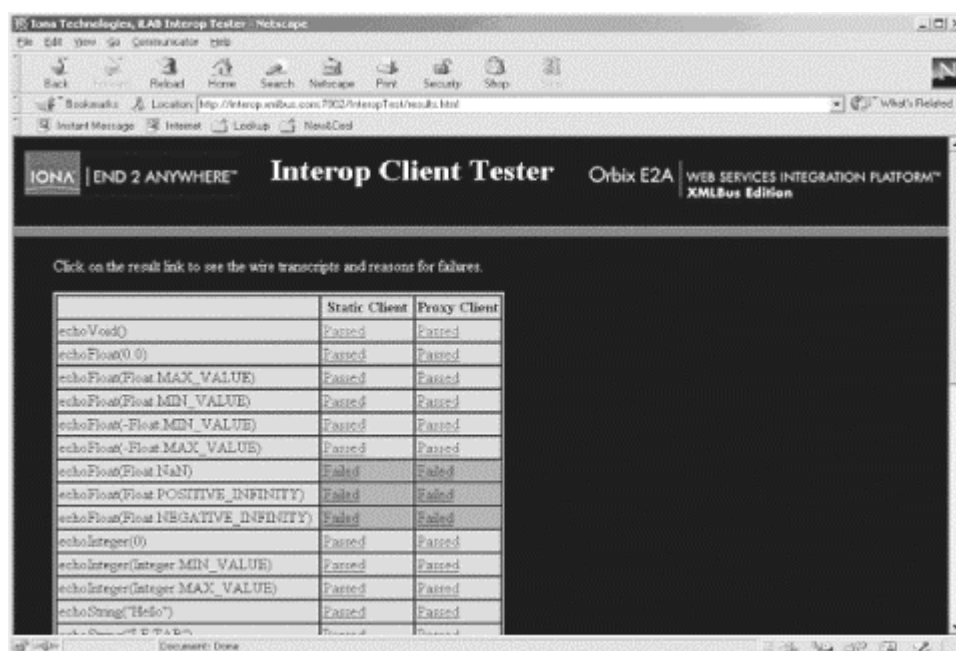 Iona Technologies, iLAB Interop Tester - Netscape
File Edit View Go Communicator Help
Back Reload Home Search Netscape Print Security Shop
Bookmarks Location: http://interop.xmlbus.com:7002/InteropTest/results.html What's Related
Instant Message Internet Lookup New&Cool
IONA END 2 ANYWHERE™ Interop Client Tester Orbix E2A WEB SERVICES INTEGRATION PLATFORM™
XMLBus Edition
Click on the result link to see the wire transcripts and reasons for failures.
Static Client Proxy Client
echoVoid() Passed Passed
echoFloat(0.0) Passed Passed
echoFloat(Float.MAX_VALUE) Passed Passed
echoFloat(Float.MIN_VALUE) Passed Passed
echoFloat(-Float.MIN_VALUE) Passed Passed
echoFloat(-Float.MAX_VALUE) Passed Passed
echoFloat(Float.NaN) Failed Failed
echoFloat(Float.POSITIVE_INFINITY) Failed Failed
echoFloat(Float.NEGATIVE_INFINITY) Failed Failed
echoInteger(0) Passed Passed
echoInteger(Integer.MIN_VALUE) Passed Passed
echoInteger(Integer.MAX_VALUE) Passed Passed
echoString("Hello") Passed Passed
Document: Done